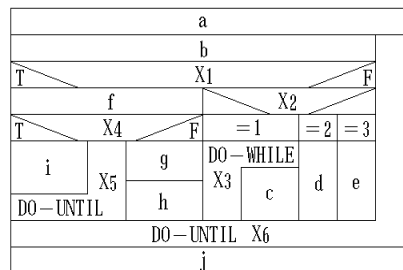 a
b
T X1 F
f X2
T X4 F =1 =2 =3
i X5 g DO-WHILE X3 d e
DO-UNTIL h c
DO-UNTIL X6
j